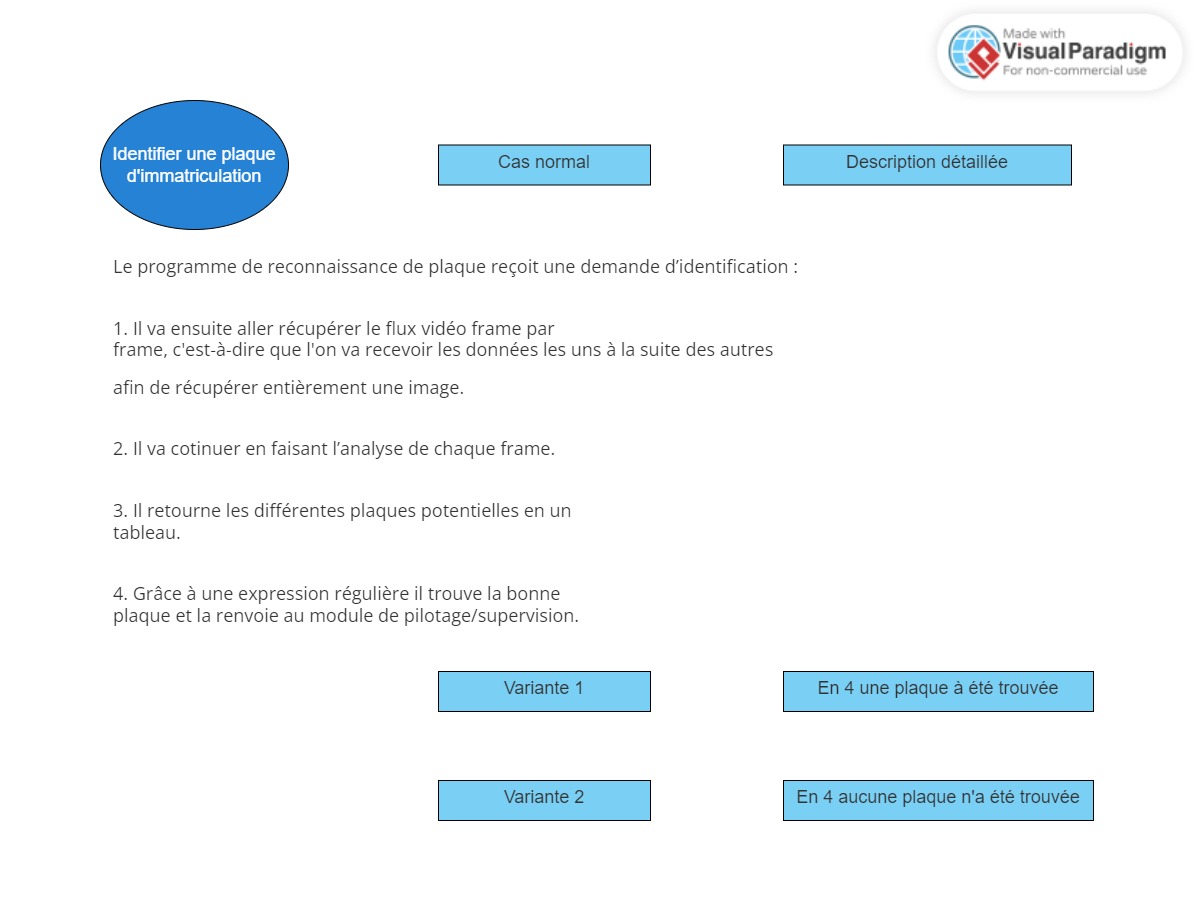 Made with
Visual Paradigm
For non-commercial use
Identifier une plaque
d'immatriculation
Cas normal
Description détaillée
Le programme de reconnaissance de plaque reçoit une demande d’identification :
1. Il va ensuite aller récupérer le flux vidéo frame par
frame, c'est-à-dire que l'on va recevoir les données les uns à la suite des autres
afin de récupérer entièrement une image.
2. Il va cotinuer en faisant l’analyse de chaque frame.
3. Il retourne les différentes plaques potentielles en un
tableau.
4. Grâce à une expression régulière il trouve la bonne
plaque et la renvoie au module de pilotage/supervision.
Variante 1
En 4 une plaque à été trouvée
Variante 2
En 4 aucune plaque n'a été trouvée